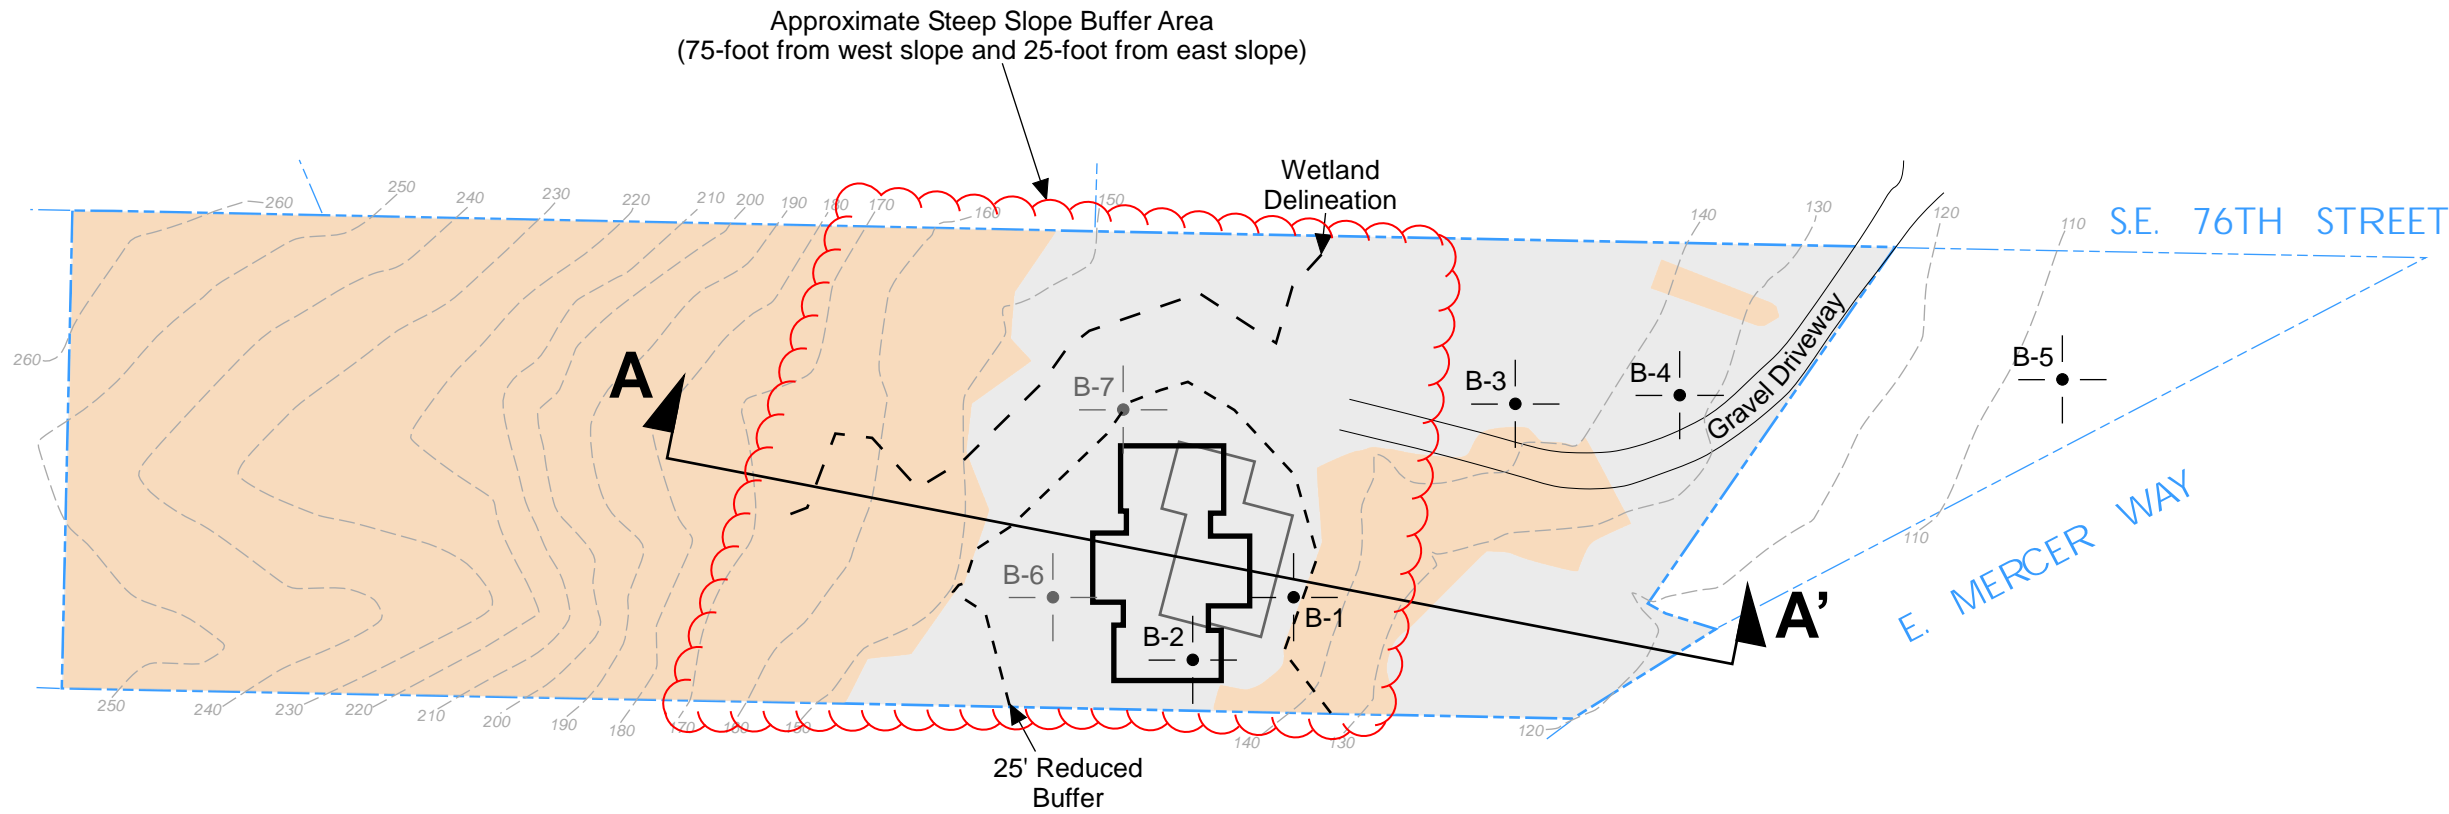 Approximate Steep Slope Buffer Area
(75-foot from west slope and 25-foot from east slope)
Wetland
Delineation
260
250
240
230
220
210
200
190
180
170
160
150
140
130
120
110
S.E. 76TH STREET
260
A
B-7
B-3
B-4
B-5
Gravel Driveway
110
E. MERCER WAY
B-6
B-1
B-2
A’
250
240
230
220
210
200
190
180
170
160
150
140
130
120
25' Reduced
Buffer